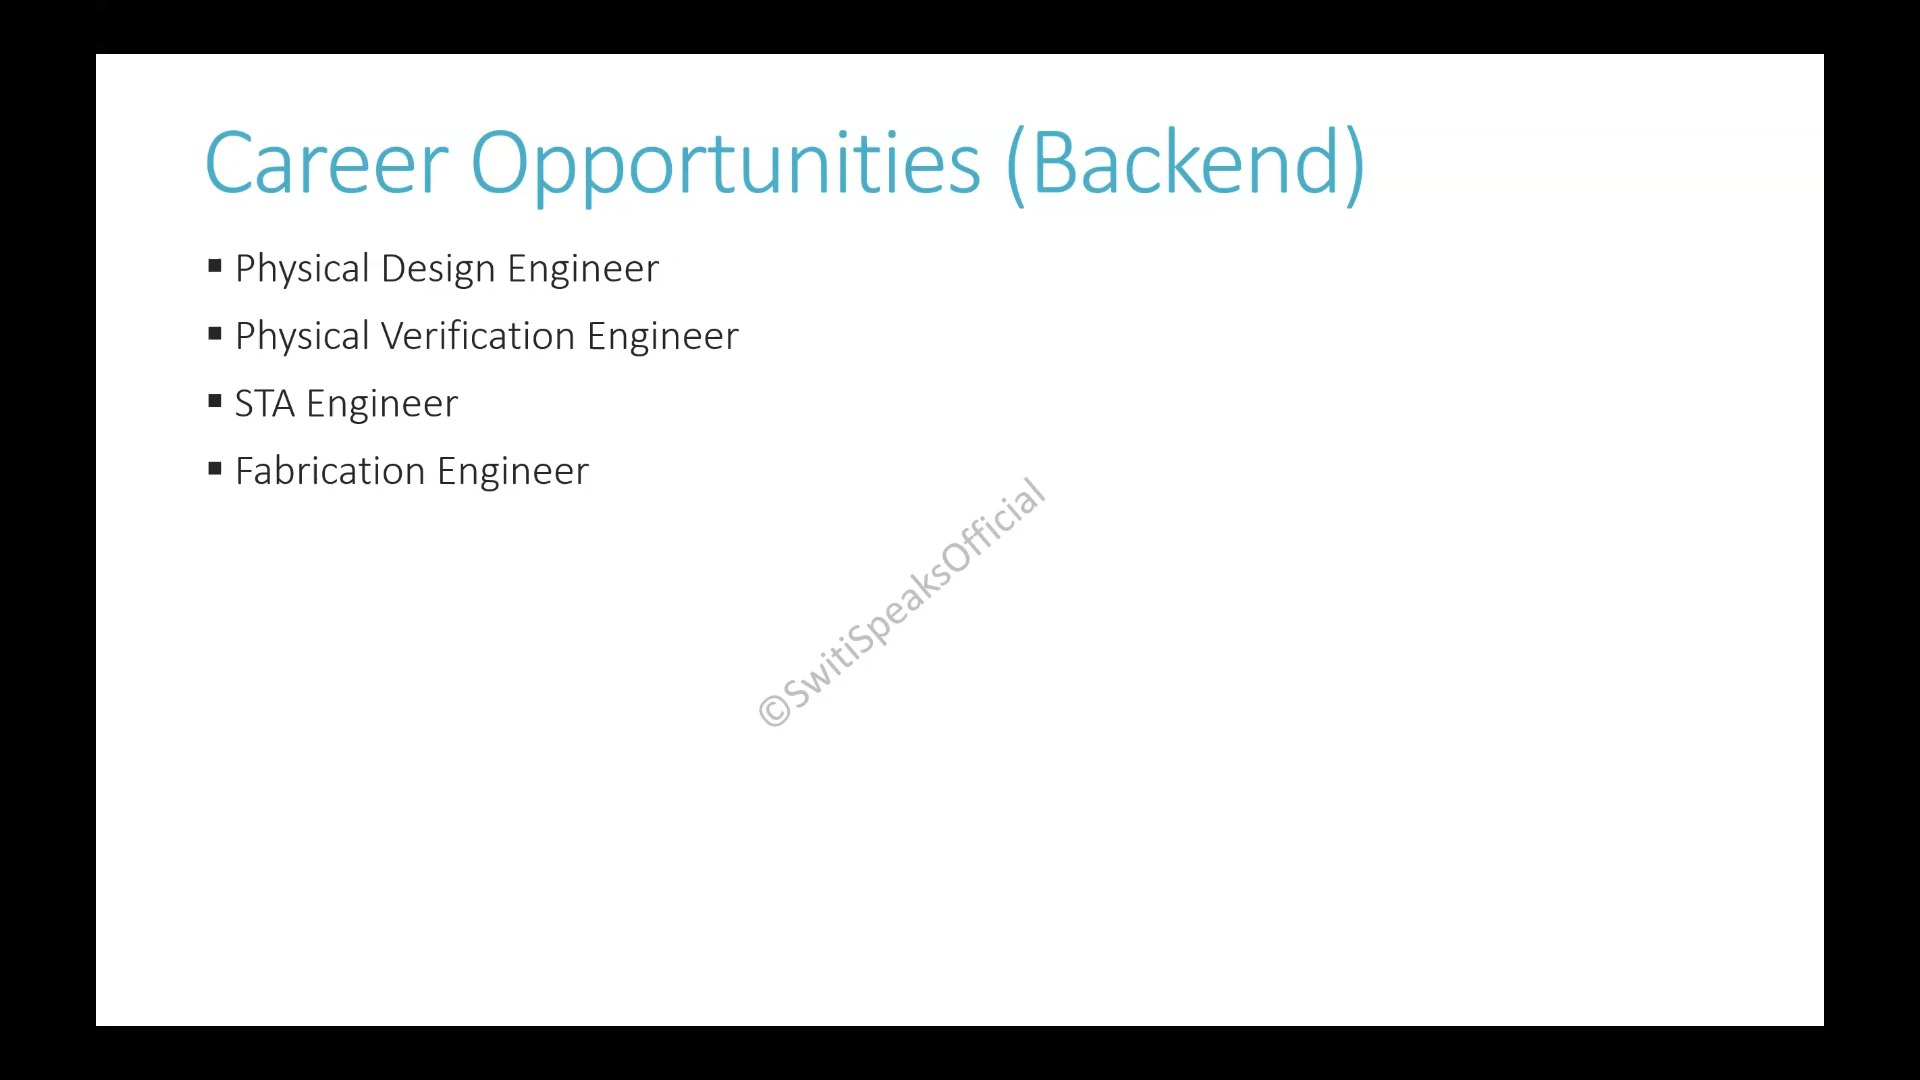 Career Opportunities (Backend)
▪ Physical Design Engineer
▪ Physical Verification Engineer
▪ STA Engineer
▪ Fabrication Engineer
©SwitiSpeaksOfficial